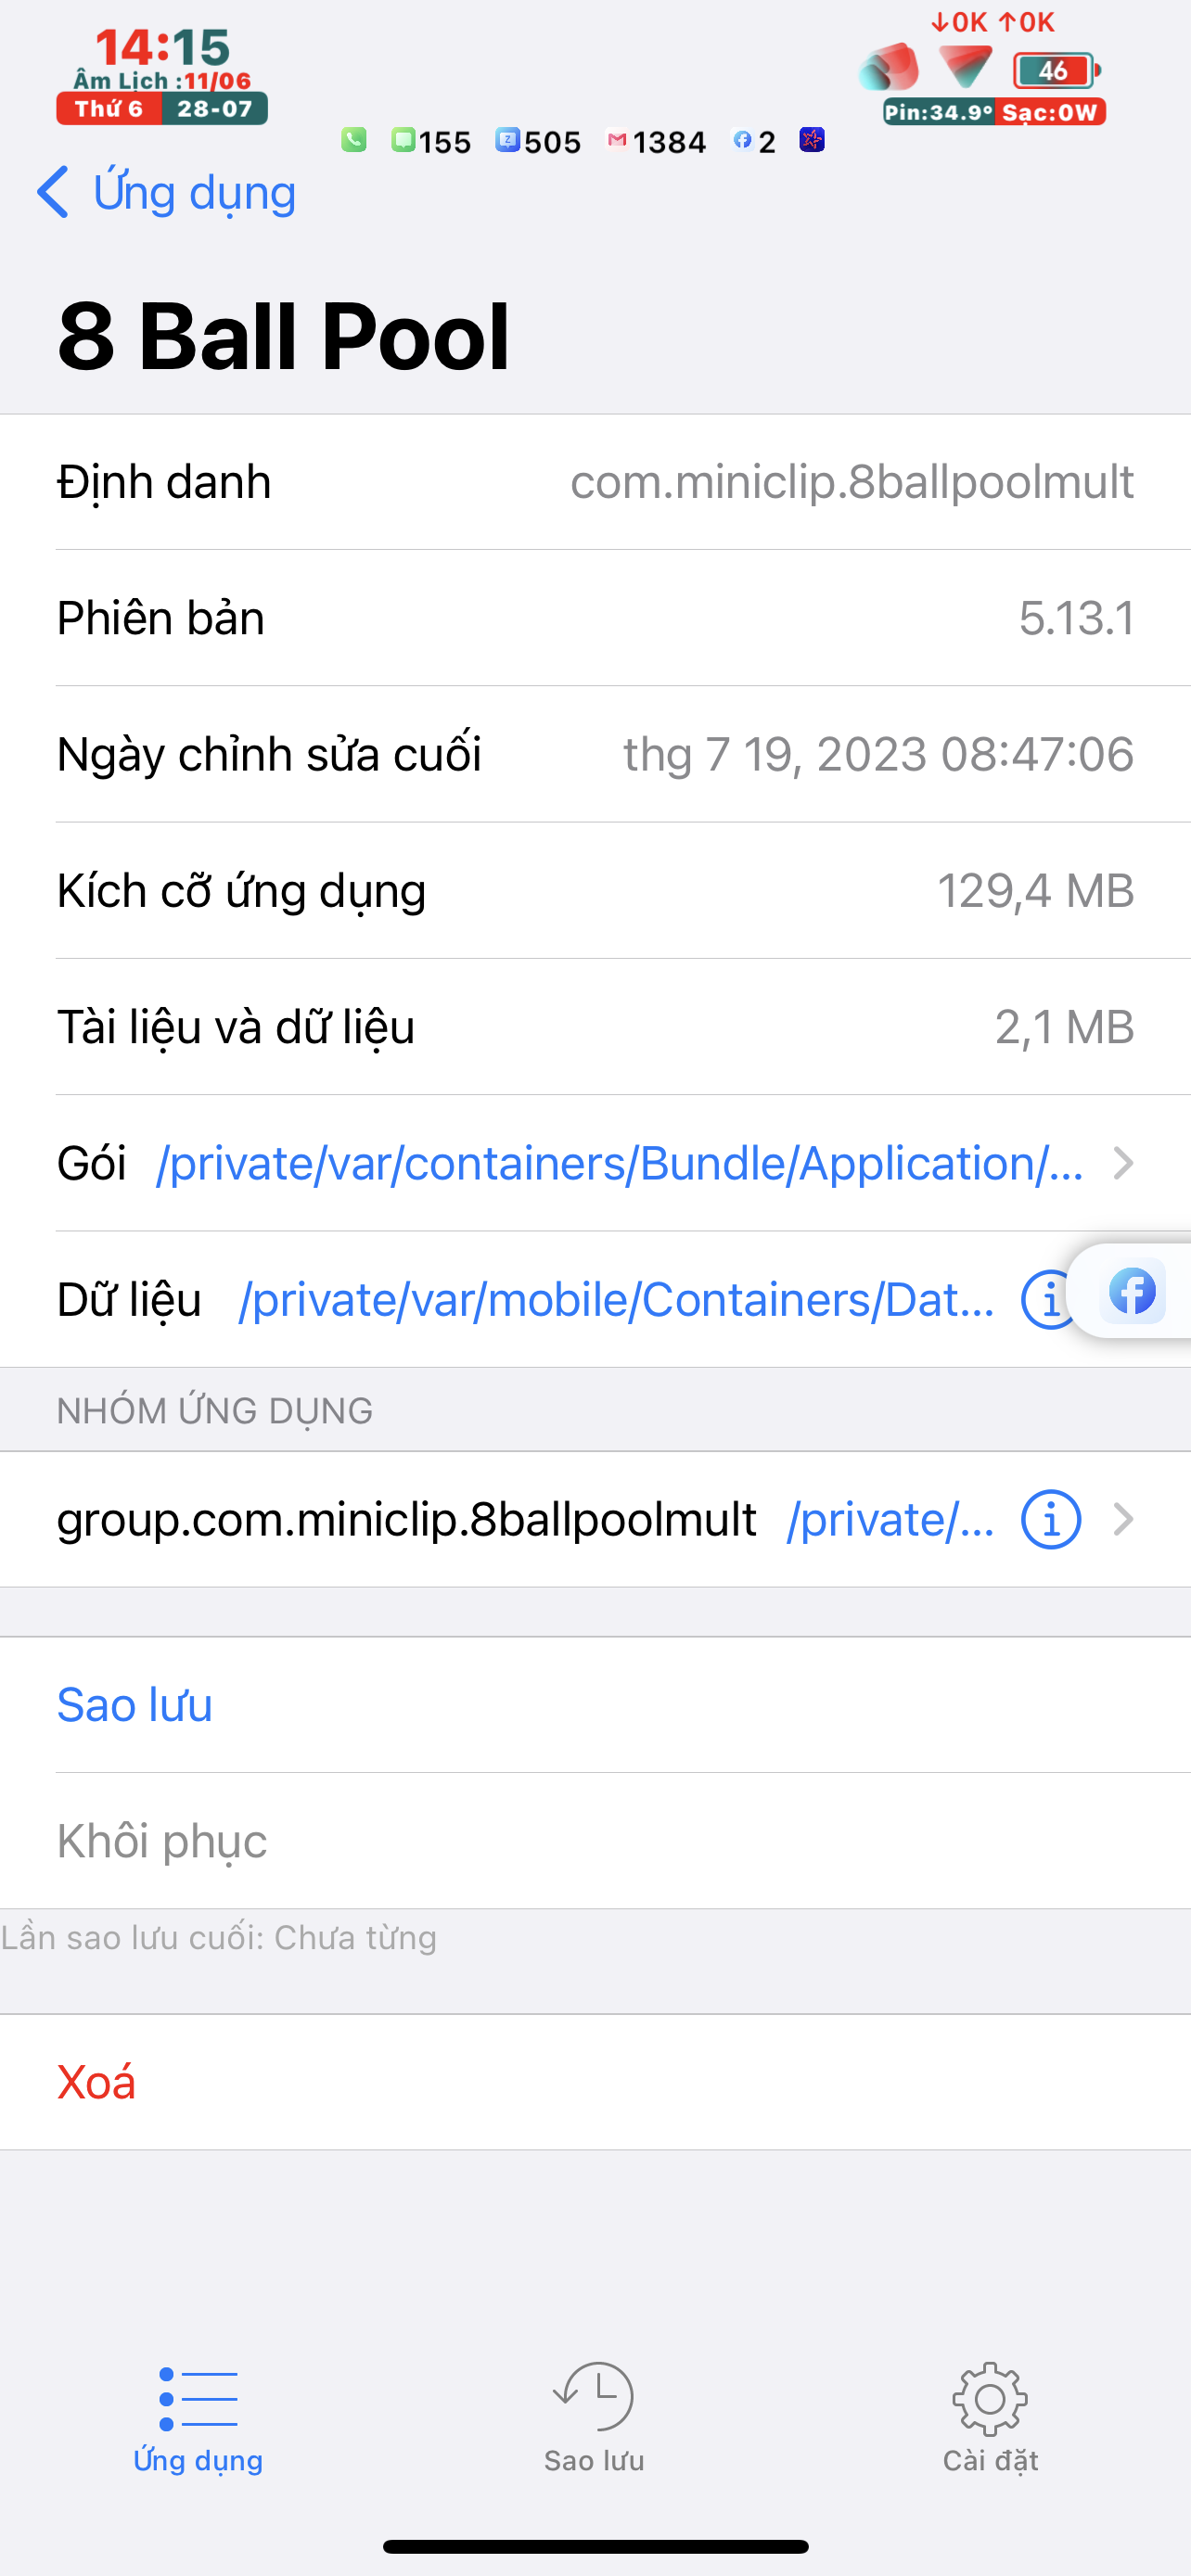 14:15
Âm Lịch :11/06
Thứ 6 28-07
↓0K ↑0K
46
Pin:34.9° Sạc:0W
155 505 1384 2
Ứng dụng
8 Ball Pool
Định danh com.miniclip.8ballpoolmult
Phiên bản 5.13.1
Ngày chỉnh sửa cuối thg 7 19, 2023 08:47:06
Kích cỡ ứng dụng 129,4 MB
Tài liệu và dữ liệu 2,1 MB
Gói /private/var/containers/Bundle/Application/...
Dữ liệu /private/var/mobile/Containers/Dat...
NHÓM ỨNG DỤNG
group.com.miniclip.8ballpoolmult /private/...
Sao lưu
Khôi phục
Lần sao lưu cuối: Chưa từng
Xoá
Ứng dụng Sao lưu Cài đặt